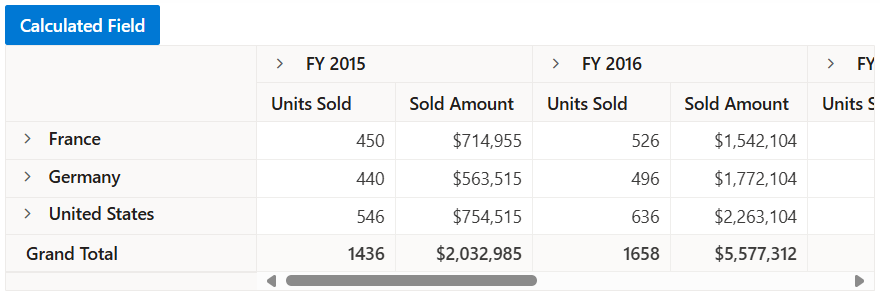 Calculated Field
FY 2015 FY 2016 FY
Units Sold Sold Amount Units Sold Sold Amount Units S
France 450 $714,955 526 $1,542,104
Germany 440 $563,515 496 $1,772,104
United States 546 $754,515 636 $2,263,104
Grand Total 1436 $2,032,985 1658 $5,577,312